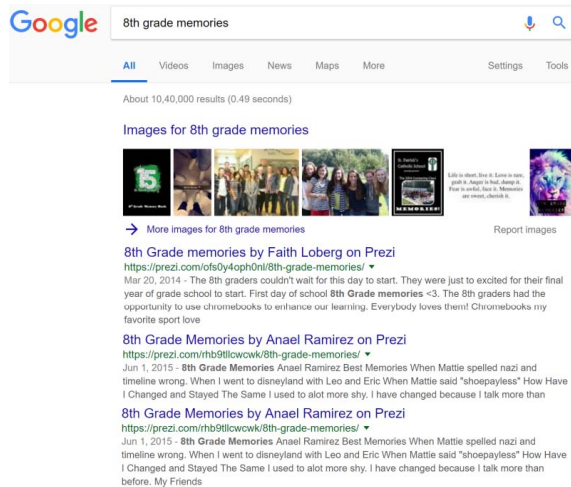 Google
8th grade memories
All Videos Images News Maps More Settings Tools
About 10,40,000 results (0.49 seconds)
Images for 8th grade memories
15
St. Patrick's
Catholic School
MEMORIES!
Life is short, live it. Love is rare,
grab it. Anger is bad, dump it.
Fear is awful, face it. Memories
are sweet, cherish it.
More images for 8th grade memories Report images
8th Grade memories by Faith Loberg on Prezi
https://prezi.com/ofs0y4oph0nl/8th-grade-memories/
Mar 20, 2014 - The 8th graders couldn't wait for this day to start. They were just to excited for their final
year of grade school to start. First day of school 8th Grade memories <3. The 8th graders had the
opportunity to use chromebooks to enhance our learning. Everybody loves them! Chromebooks my
favorite sport love
8th Grade Memories by Anael Ramirez on Prezi
https://prezi.com/rhb9tllcwcwk/8th-grade-memories/
Jun 1, 2015 - 8th Grade Memories Anael Ramirez Best Memories When Mattie spelled nazi and
timeline wrong. When I went to disneyland with Leo and Eric When Mattie said "shoepayless" How Have
I Changed and Stayed The Same I used to alot more shy. I have changed because I talk more than
8th Grade Memories by Anael Ramirez on Prezi
https://prezi.com/rhb9tllcwcwk/8th-grade-memories/
Jun 1, 2015 - 8th Grade Memories Anael Ramirez Best Memories When Mattie spelled nazi and
timeline wrong. When I went to disneyland with Leo and Eric When Mattie said "shoepayless" How Have
I Changed and Stayed The Same I used to alot more shy. I have changed because I talk more than
before. My Friends